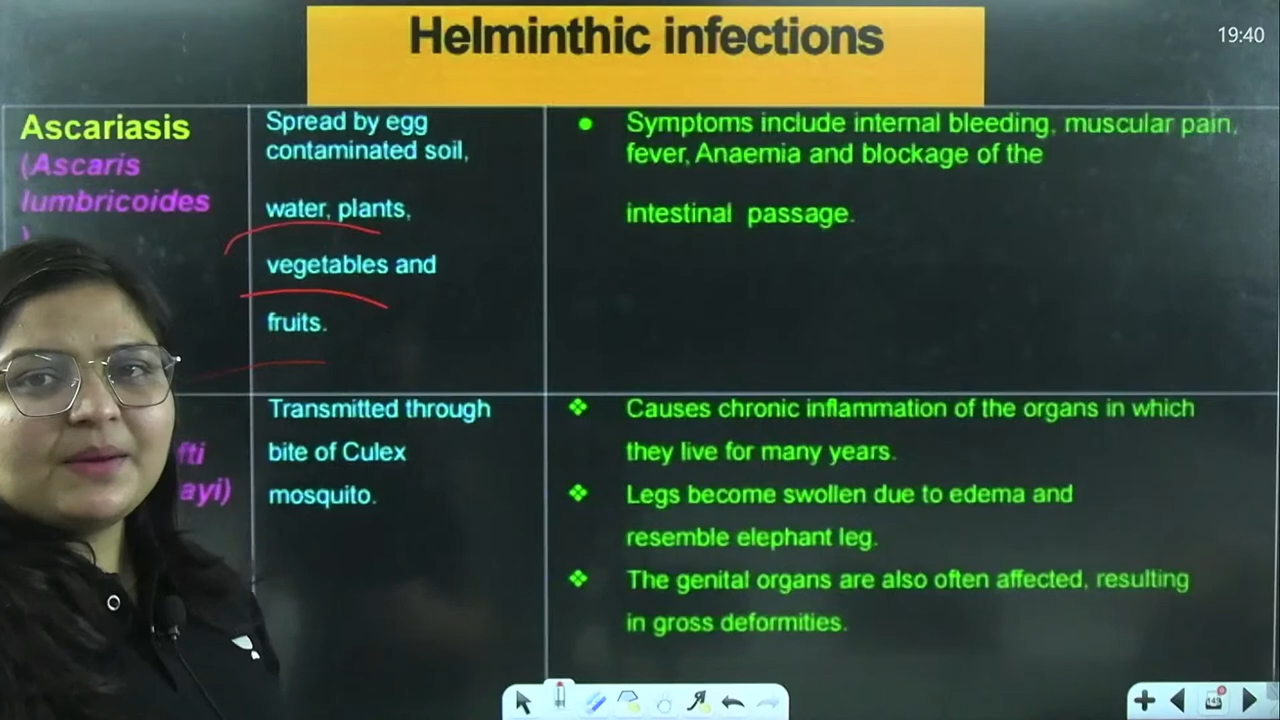 Helminthic infections
19:40
Ascariasis
(Ascaris
lumbricoides
)
Spread by egg
contaminated soil,
water, plants,
vegetables and
fruits.
● Symptoms include internal bleeding, muscular pain,
fever, Anaemia and blockage of the
intestinal passage.
fti
ayi)
Transmitted through
bite of Culex
mosquito.
❖ Causes chronic inflammation of the organs in which
they live for many years.
❖ Legs become swollen due to edema and
resemble elephant leg.
❖ The genital organs are also often affected, resulting
in gross deformities.